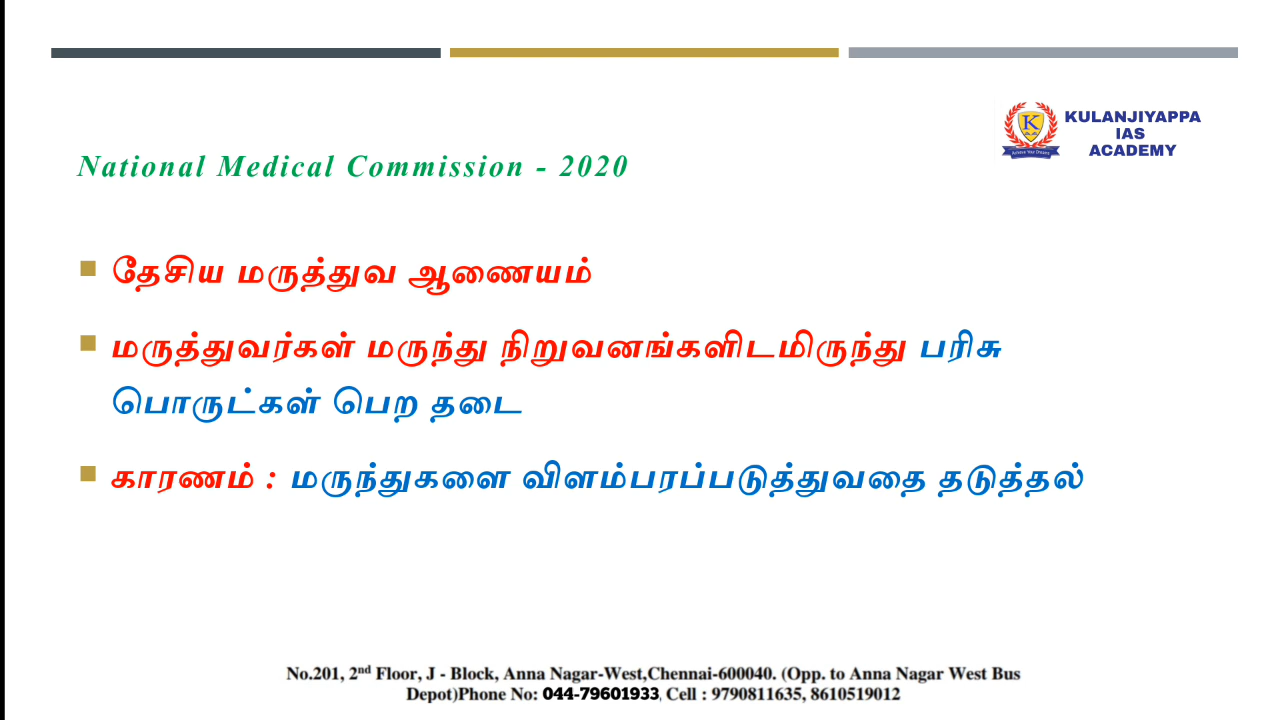 KULANJIYAPPA
IAS
ACADEMY
National Medical Commission - 2020
தேசிய மருத்துவ ஆணையம்
மருத்துவர்கள் மருந்து நிறுவனங்களிடமிருந்து பரிசு
பொருட்கள் பெற தடை
காரணம் : மருந்துகளை விளம்பரப்படுத்துவதை தடுத்தல்
No.201, 2nd Floor, J - Block, Anna Nagar-West,Chennai-600040. (Opp. to Anna Nagar West Bus
Depot)Phone No: 044-79601933, Cell : 9790811635, 8610519012